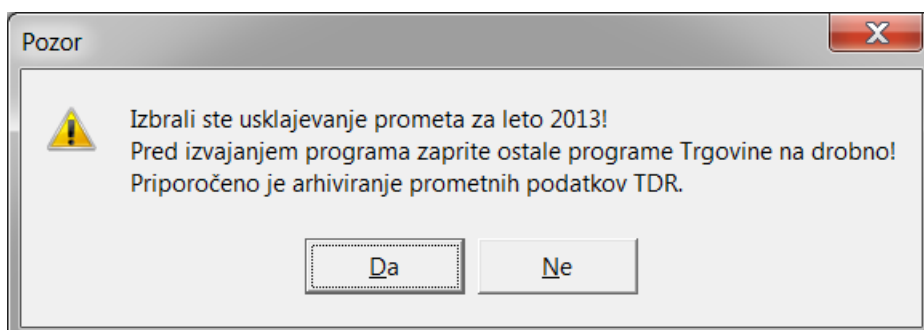 Pozor
Izbrali ste usklajevanje prometa za leto 2013!
Pred izvajanjem programa zaprite ostale programe Trgovine na drobno!
Priporočeno je arhiviranje prometnih podatkov TDR.
Da
Ne